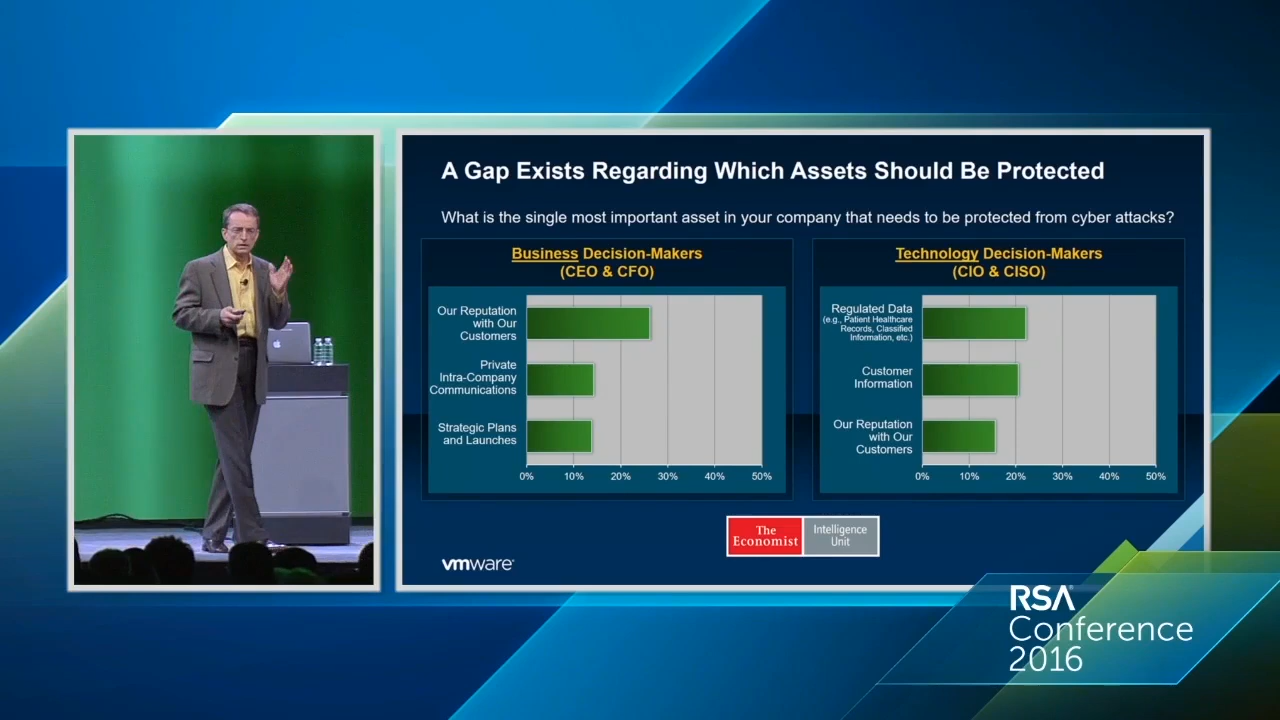 A Gap Exists Regarding Which Assets Should Be Protected
What is the single most important asset in your company that needs to be protected from cyber attacks?
Business Decision-Makers
(CEO & CFO)
Our Reputation
with Our
Customers
Private
Intra-Company
Communications
Strategic Plans
and Launches
0% 10% 20% 30% 40% 50%
Technology Decision-Makers
(CIO & CISO)
Regulated Data
(e.g., Patient Healthcare
Records, Classified
Information, etc.)
Customer
Information
Our Reputation
with Our
Customers
0% 10% 20% 30% 40% 50%
The
Economist
Intelligence
Unit
vmware
RSA
Conference
2016